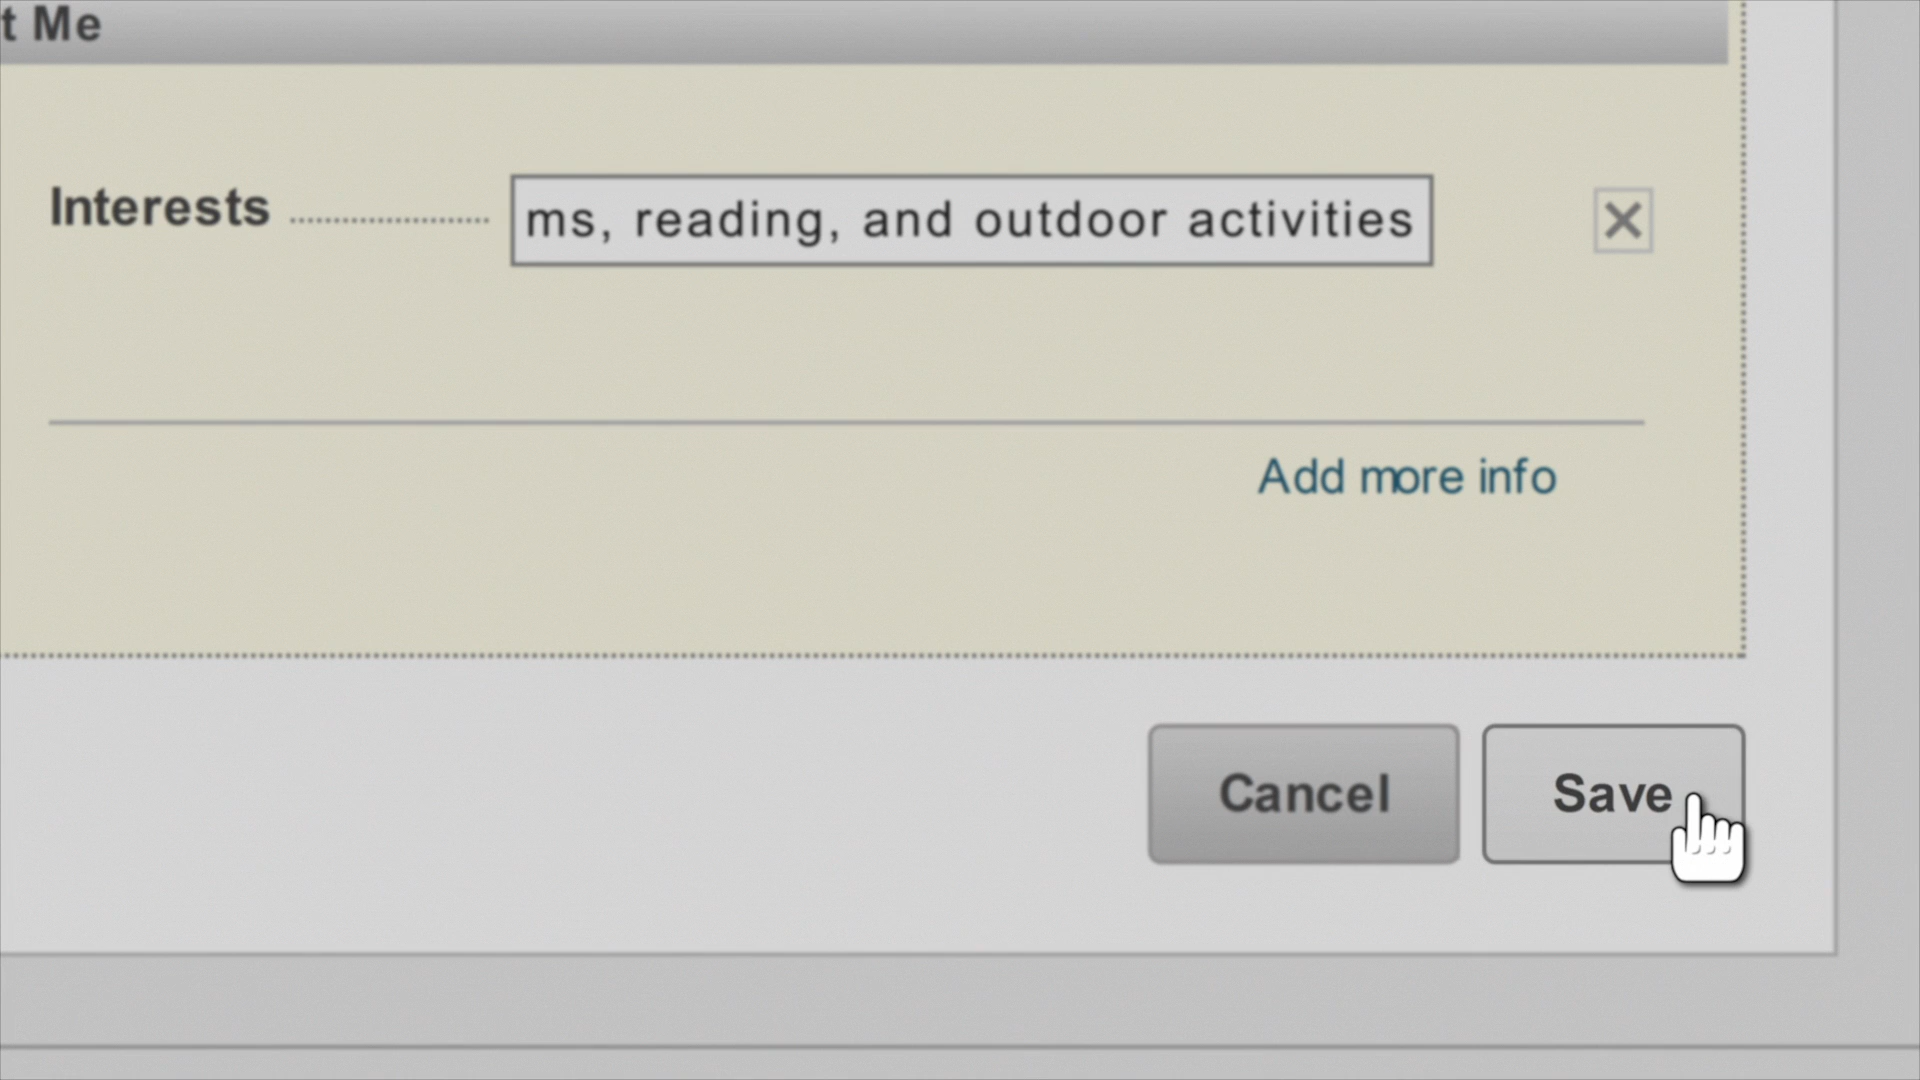 t Me
Interests
ms, reading, and outdoor activities
Add more info
Cancel
Save